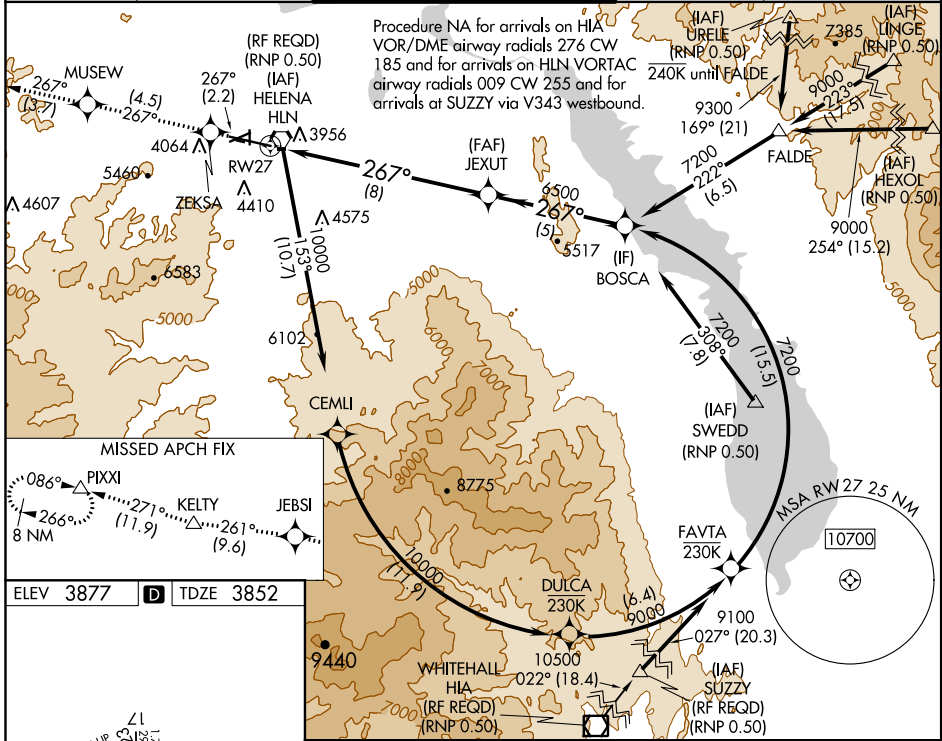 Procedure NA for arrivals on HIA
VOR/DME airway radials 276 CW
185 and for arrivals on HLN VORTAC
airway radials 009 CW 255 and for
arrivals at SUZZY via V343 westbound.
(IAF)
URELE
(RNP 0.50)
240K until FALDE
7385
(IAF)
LINGE
(RNP 0.50)
9300
169° (21)
9000
223°
(17.5)
FALDE
(IAF)
HEXOL
(RNP 0.50)
9000
254° (15.2)
7200
222°
(6.5)
267°
(3.7)
MUSEW
(4.5)
267°
267°
(2.2)
(RF REQD)
(RNP 0.50)
(IAF)
HELENA
HLN
3956
4064
RW27
ZEKSA
4410
5460
4607
4575
6583
5000
5000
267°
(8)
(FAF)
JEXUT
6500
267°
(5)
5517
(IF)
BOSCA
10000
153°
(10.7)
6102
CEMLI
5000
6000
7000
8000
8775
7200
308°
(7.8)
7200
(15.5)
(IAF)
SWEDD
(RNP 0.50)
MISSED APCH FIX
086°
266°
8 NM
PIXXI
271°
(11.9)
KELTY
261°
(9.6)
JEBSI
MSA RW27 25 NM
10700
FAVTA
230K
10000
(11.9)
DULCA
230K
(6.4)
9000
9100
027° (20.3)
10500
022° (18.4)
WHITEHALL
HIA
(RF REQD)
(RNP 0.50)
(IAF)
SUZZY
(RF REQD)
(RNP 0.50)
9440
7000
ELEV 3877
D
TDZE 3852
17